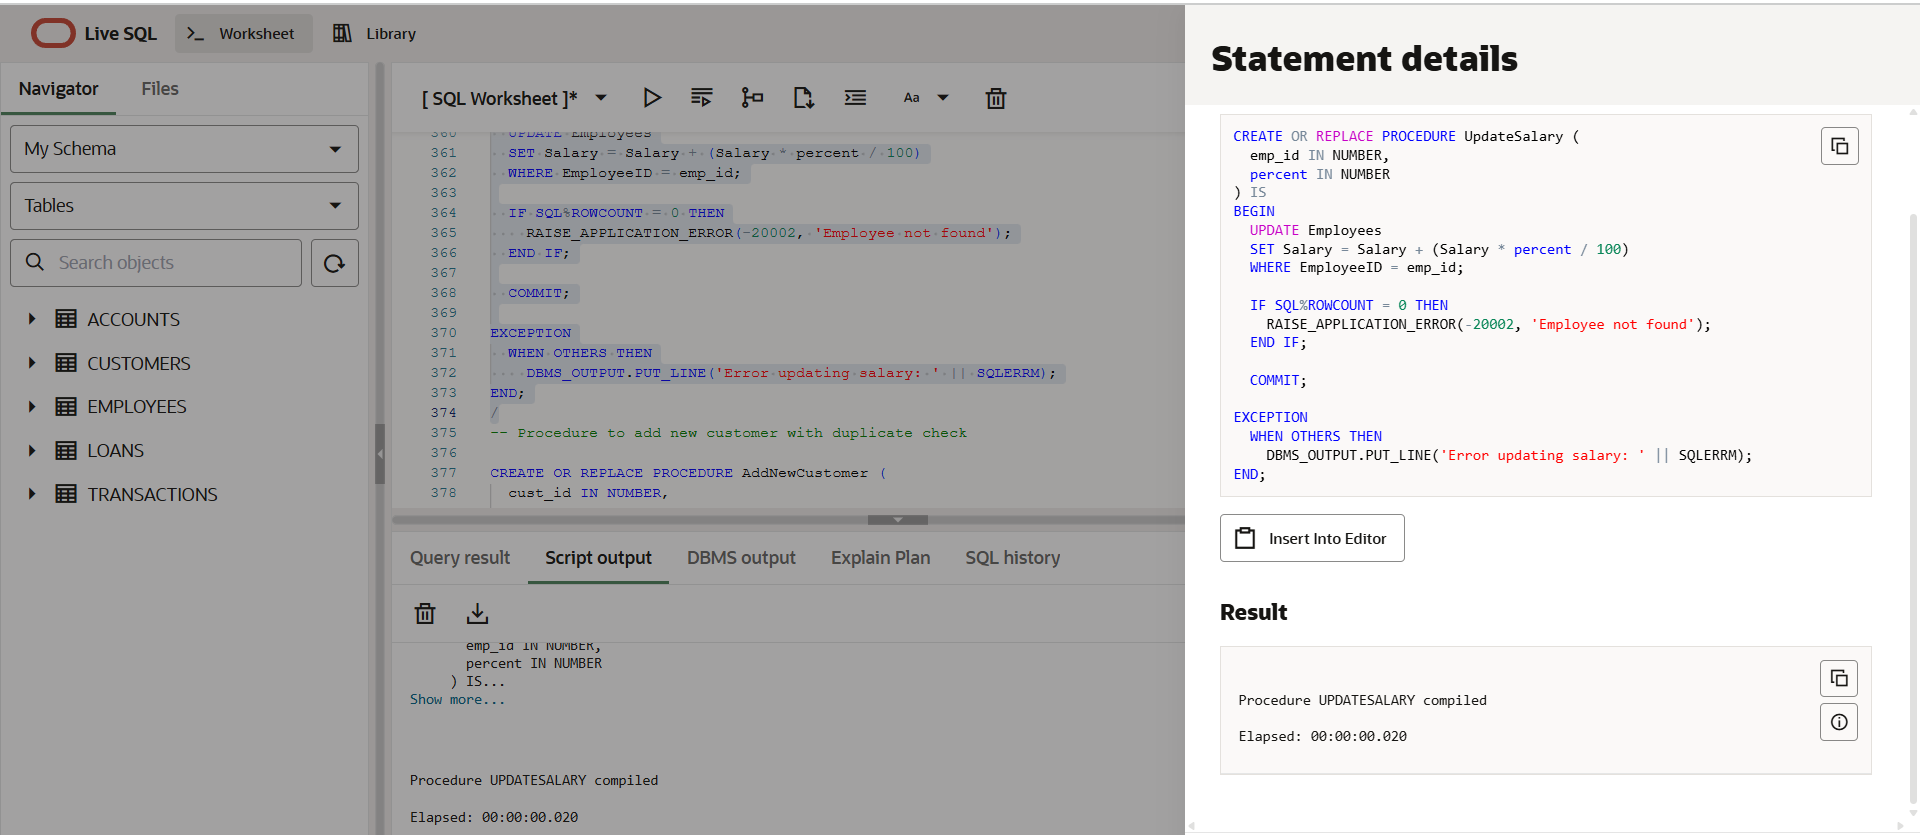 Live SQL
Worksheet
Library
Navigator
Files
My Schema
Tables
Search objects
ACCOUNTS
CUSTOMERS
EMPLOYEES
LOANS
TRANSACTIONS
[ SQL Worksheet ]*
Aa
360 UPDATE Employees
361 SET Salary = Salary + (Salary * percent / 100)
362 WHERE EmployeeID = emp_id;
363
364 IF SQL%ROWCOUNT = 0 THEN
365 RAISE_APPLICATION_ERROR(-20002, 'Employee not found');
366 END IF;
367
368 COMMIT;
369
370 EXCEPTION
371 WHEN OTHERS THEN
372 DBMS_OUTPUT.PUT_LINE('Error updating salary: ' || SQLERRM);
373 END;
374 /
375 -- Procedure to add new customer with duplicate check
376
377 CREATE OR REPLACE PROCEDURE AddNewCustomer (
378 cust_id IN NUMBER,
Query result
Script output
DBMS output
Explain Plan
SQL history
emp_id IN NUMBER,
percent IN NUMBER
) IS...
Show more...
Procedure UPDATESALARY compiled
Elapsed: 00:00:00.020
Statement details
CREATE OR REPLACE PROCEDURE UpdateSalary (
emp_id IN NUMBER,
percent IN NUMBER
) IS
BEGIN
UPDATE Employees
SET Salary = Salary + (Salary * percent / 100)
WHERE EmployeeID = emp_id;
IF SQL%ROWCOUNT = 0 THEN
RAISE_APPLICATION_ERROR(-20002, 'Employee not found');
END IF;
COMMIT;
EXCEPTION
WHEN OTHERS THEN
DBMS_OUTPUT.PUT_LINE('Error updating salary: ' || SQLERRM);
END;
Insert Into Editor
Result
Procedure UPDATESALARY compiled
Elapsed: 00:00:00.020